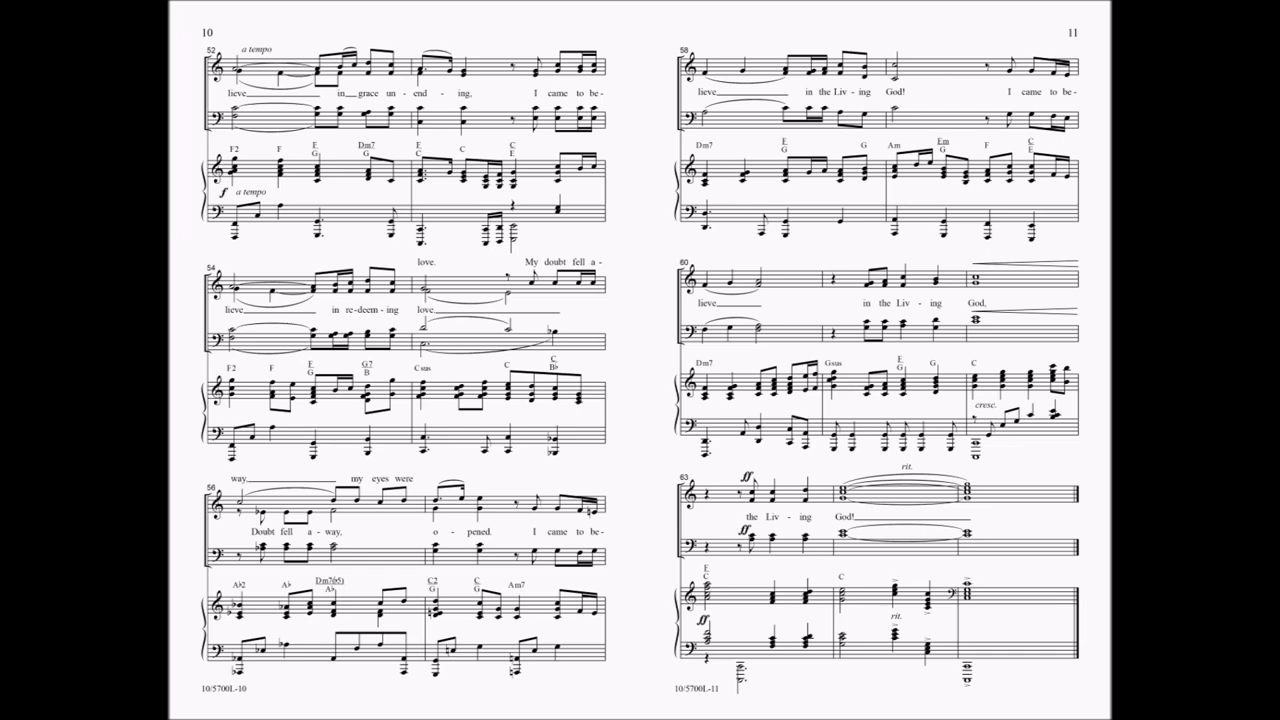 10
52
a tempo
lieve in grace un - end - ing, I came to be -
F2 F F/G Dm7/G F/C C C/E
f a tempo
54
love. My doubt fell a -
lieve in re-deem - ing love.
F2 F F/G G7/B Csus C C/B♭
56
way. my eyes were
Doubt fell a - way, o - pened. I came to be-
A♭2 A♭ Dm7(♭5)/A♭ C2/G C/G Am7
10/5700L-10
11
58
lieve in the Liv - ing God! I came to be -
Dm7 F/G G Am Em/G F C/E
60
lieve in the Liv - ing God,
Dm7 Gsus F/G G C
cresc.
63
ff rit.
the Liv - ing God!
ff
F/C C
ff rit.
10/5700L-11